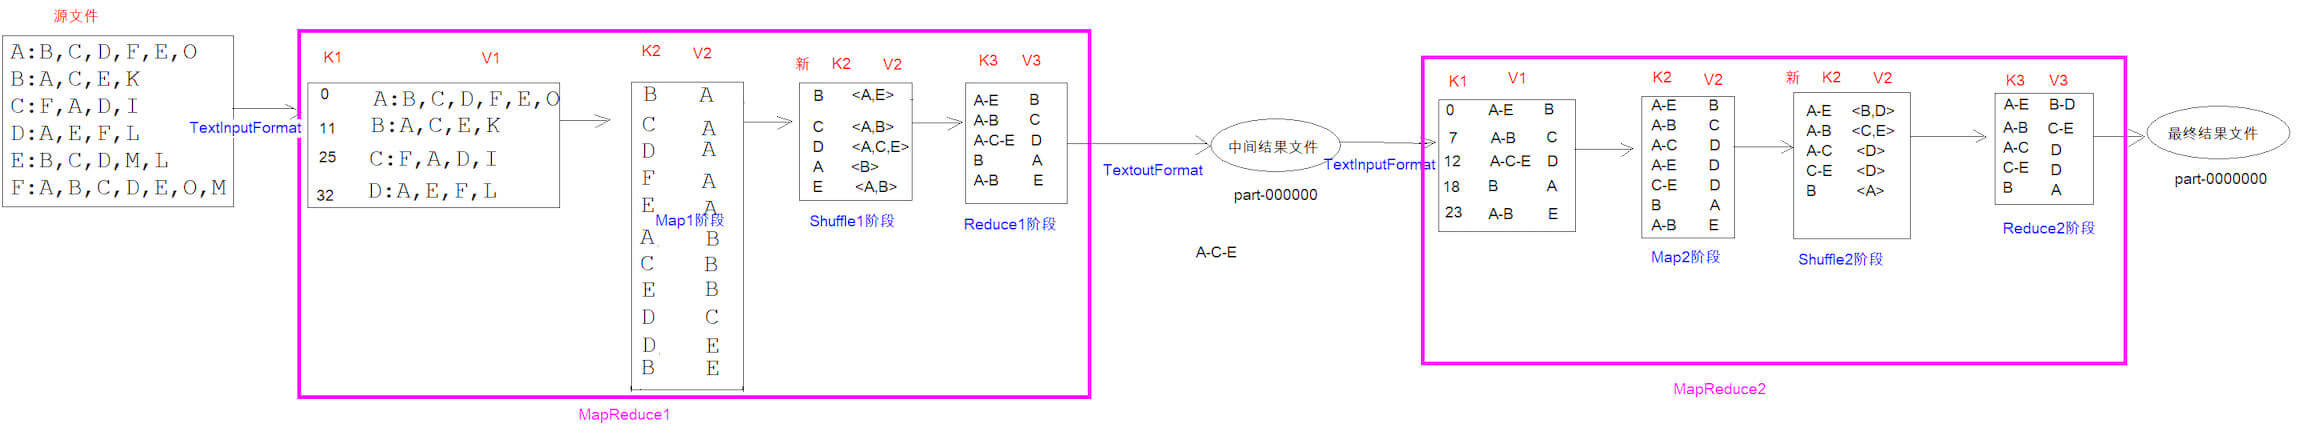 源文件
A:B,C,D,F,E,O
B:A,C,E,K
C:F,A,D,I
D:A,E,F,L
E:B,C,D,M,L
F:A,B,C,D,E,O,M
TextInputFormat
K1 V1
0 A:B,C,D,F,E,O
11 B:A,C,E,K
25 C:F,A,D,I
32 D:A,E,F,L
K2 V2
B A
C A
D A
F A
E A
Map1阶段
A B
C B
E B
D C
D E
B E
新 K2 V2
B <A,E>
C <A,B>
D <A,C,E>
A <B>
E <A,B>
Shuffle1阶段
K3 V3
A-E B
A-B C
A-C-E D
B A
A-B E
Reduce1阶段
MapReduce1
TextoutFormat
中间结果文件
part-000000
A-C-E
TextInputFormat
K1 V1
0 A-E B
7 A-B C
12 A-C-E D
18 B A
23 A-B E
K2 V2
A-E B
A-B C
A-C D
A-E D
C-E D
B A
A-B E
Map2阶段
新 K2 V2
A-E <B,D>
A-B <C,E>
A-C <D>
C-E <D>
B <A>
Shuffle2阶段
K3 V3
A-E B-D
A-B C-E
A-C D
C-E D
B A
Reduce2阶段
MapReduce2
最终结果文件
part-0000000